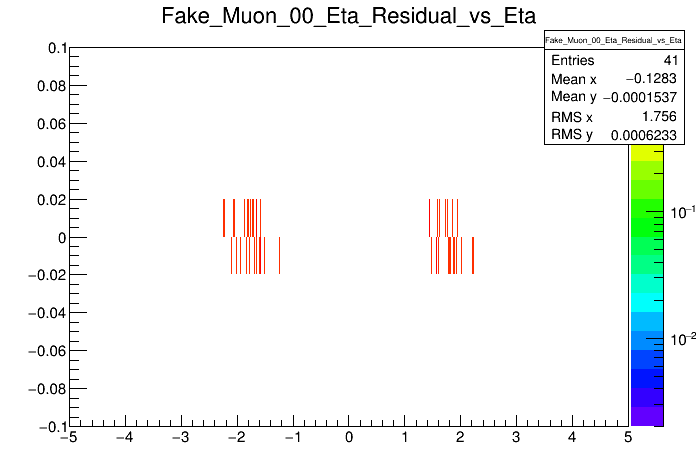 Fake_Muon_00_Eta_Residual_vs_Eta
Fake_Muon_00_Eta_Residual_vs_Eta
Entries 41
Mean x −0.1283
Mean y −0.0001537
RMS x 1.756
RMS y 0.0006233
0.1
0.08
0.06
0.04
0.02
0
−0.02
−0.04
−0.06
−0.08
−0.1
−5 −4 −3 −2 −1 0 1 2 3 4 5
10−1
10−2